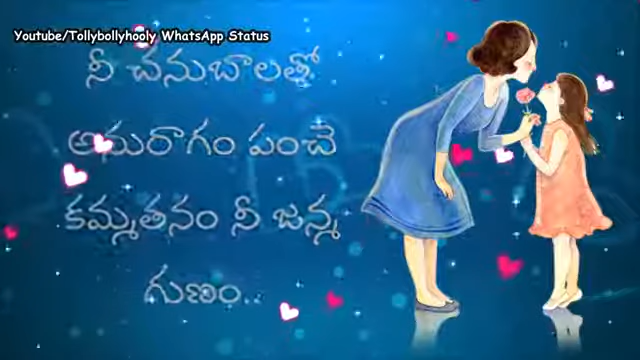 Youtube/Tollybollyhooly WhatsApp Status
నీ చనుబాలతో
అనురాగం పంచే
కమ్మతనం నీ జన్మ
గుణం..